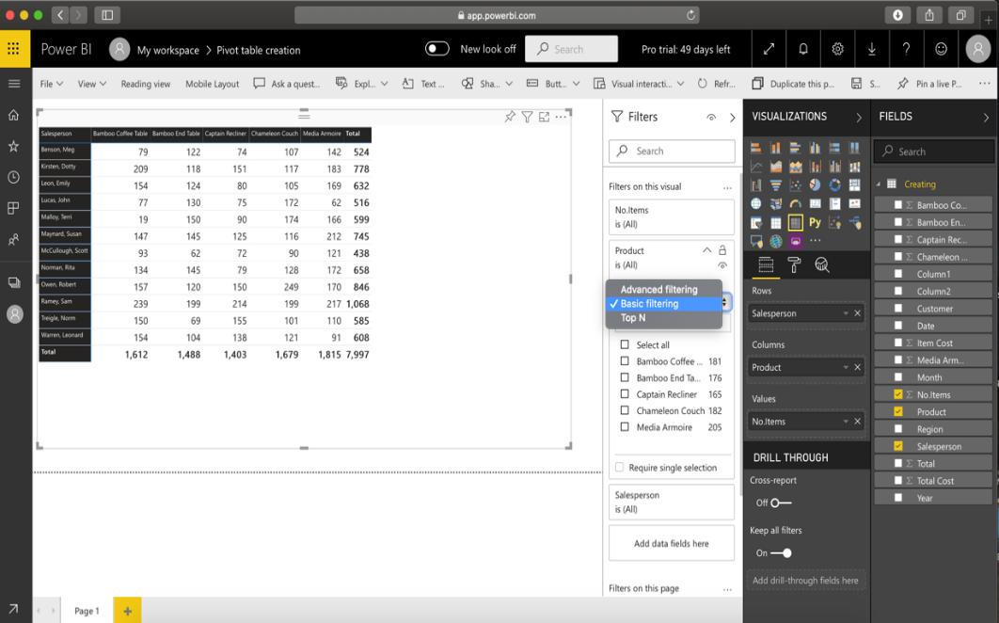 app.powerbi.com
Power BI My workspace > Pivot table creation New look off Search Pro trial: 49 days left
File View Reading view Mobile Layout Ask a quest... Expl... Text ... Sha... Butt... Visual interacti... Refr... Duplicate this p... S... Pin a live P... ...
Salesperson Bamboo Coffee Table Bamboo End Table Captain Recliner Chameleon Couch Media Armoire Total
Benson, Meg 79 122 74 107 142 524
Kirsten, Dotty 209 118 151 117 183 778
Leon, Emily 154 124 80 105 169 632
Lucas, John 77 130 75 172 62 516
Malloy, Terri 19 150 90 174 166 599
Maynard, Susan 147 145 125 116 212 745
McCullough, Scott 93 62 72 90 121 438
Norman, Rita 134 145 79 128 172 658
Owen, Robert 157 120 150 249 170 846
Ramey, Sam 239 199 214 199 217 1,068
Treigle, Norm 150 69 155 101 110 585
Warren, Leonard 154 104 138 121 91 608
Total 1,612 1,488 1,403 1,679 1,815 7,997
Page 1
Filters
Search
Filters on this visual ...
No.Items
is (All)
Product
is (All)
Advanced filtering
✓ Basic filtering
Top N
Select all
Bamboo Coffee ... 181
Bamboo End Ta... 176
Captain Recliner 165
Chameleon Couch 182
Media Armoire 205
Require single selection
Salesperson
is (All)
Add data fields here
Filters on this page ...
VISUALIZATIONS
Py
...
Rows
Salesperson
Columns
Product
Values
No.Items
DRILL THROUGH
Cross-report
Off
Keep all filters
On
Add drill-through fields here
FIELDS
Search
Creating
Σ Bamboo Co...
Σ Bamboo En...
Σ Captain Rec...
Σ Chameleon ...
Column1
Column2
Customer
Date
Σ Item Cost
Σ Media Arm...
Month
Σ No.Items
Product
Region
Salesperson
Σ Total
Σ Total Cost
Year